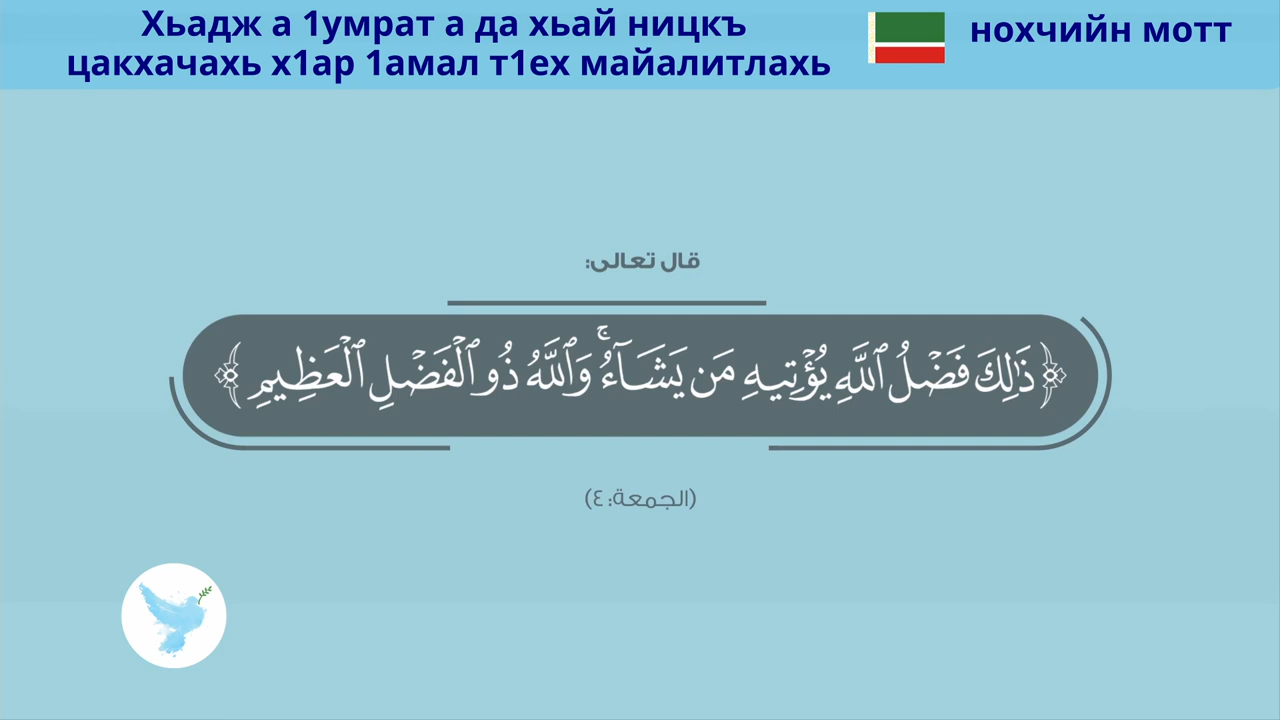 Хьадж а 1умрат а да хьай ницкъ
цакхачахь х1ар 1амал т1ех майалитлахь
нохчийн мотт
قال تعالى:
﴿ذَٰلِكَ فَضْلُ ٱللَّهِ يُؤْتِيهِ مَن يَشَآءُ ۚ وَٱللَّهُ ذُو ٱلْفَضْلِ ٱلْعَظِيمِ﴾
(الجمعة: ٤)